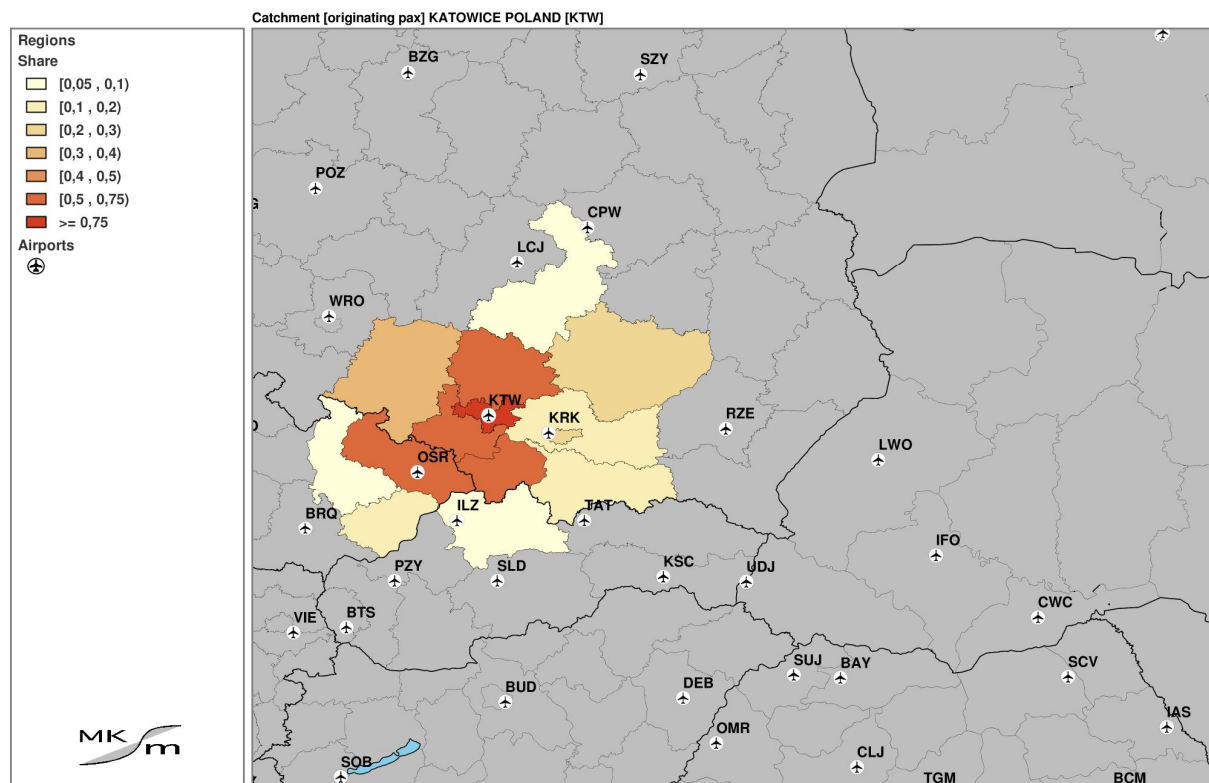 Catchment [originating pax] KATOWICE POLAND [KTW]
Regions
Share
[0,05 , 0,1)
[0,1 , 0,2)
[0,2 , 0,3)
[0,3 , 0,4)
[0,4 , 0,5)
[0,5 , 0,75)
>= 0,75
Airports
BZG
SZY
POZ
G
CPW
LCJ
WRO
KTW
KRK
RZE
LWO
OSR
ILZ
TAT
BRQ
IFO
PZY
SLD
KSC
UDJ
CWC
VIE
BTS
SUJ
BAY
SCV
BUD
DEB
OMR
IAS
SOB
CLJ
TGM
BCM
MK
m